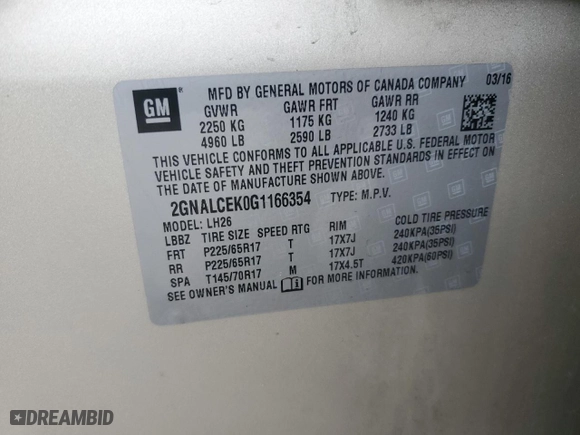 MFD BY GENERAL MOTORS OF CANADA COMPANY 03/16
GM
GVWR GAWR FRT GAWR RR
2250 KG 1175 KG 1240 KG
4960 LB 2590 LB 2733 LB
THIS VEHICLE CONFORMS TO ALL APPLICABLE U.S. FEDERAL MOTOR
VEHICLE SAFETY AND THEFT PREVENTION STANDARDS IN EFFECT ON
THE DATE OF MANUFACTURE SHOWN ABOVE.
2GNALCEK0G1166354 TYPE: M.P.V.
MODEL: LH26
LBBZ TIRE SIZE SPEED RTG RIM COLD TIRE PRESSURE
FRT P225/65R17 T 17X7J 240KPA(35PSI)
RR P225/65R17 T 17X7J 240KPA(35PSI)
SPA T145/70R17 M 17X4.5T 420KPA(60PSI)
SEE OWNER'S MANUAL FOR MORE INFORMATION
DREAMBID